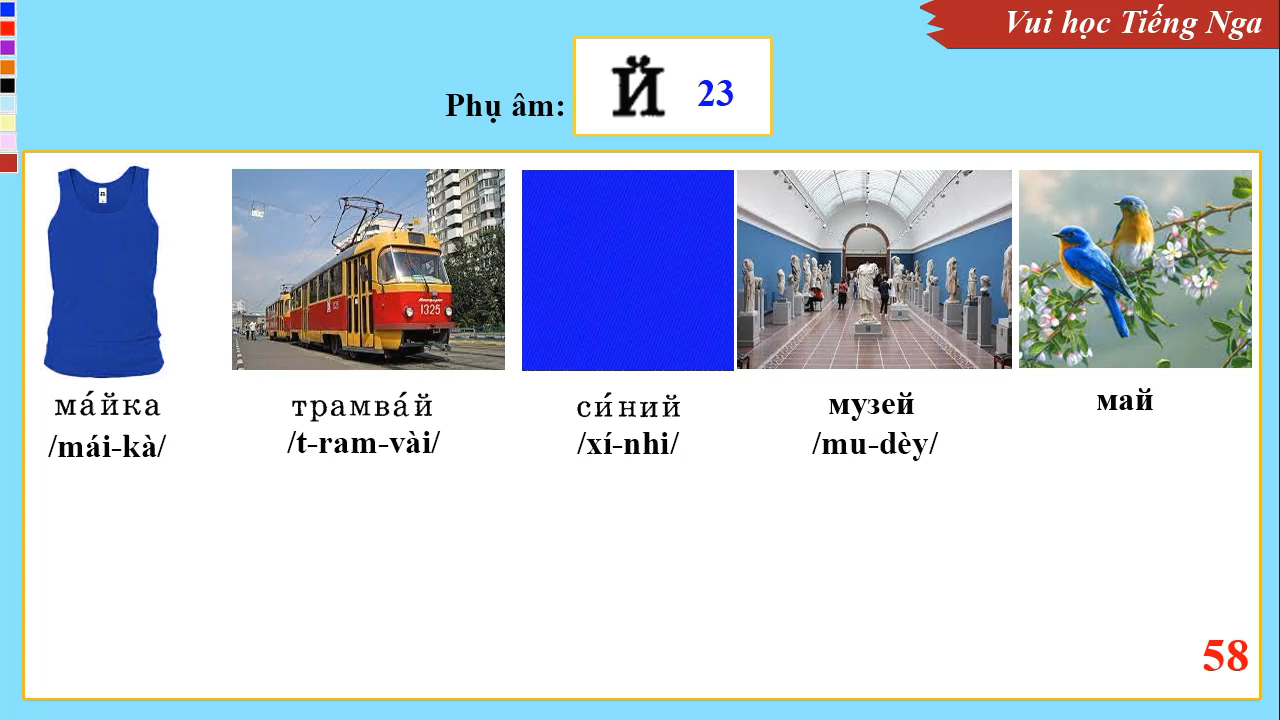 Vui học Tiếng Nga
Phụ âm: Й 23
1325
ма́йка трамва́й си́ний музей май
/mái-kà/ /t-ram-vài/ /xí-nhi/ /mu-dèy/
58